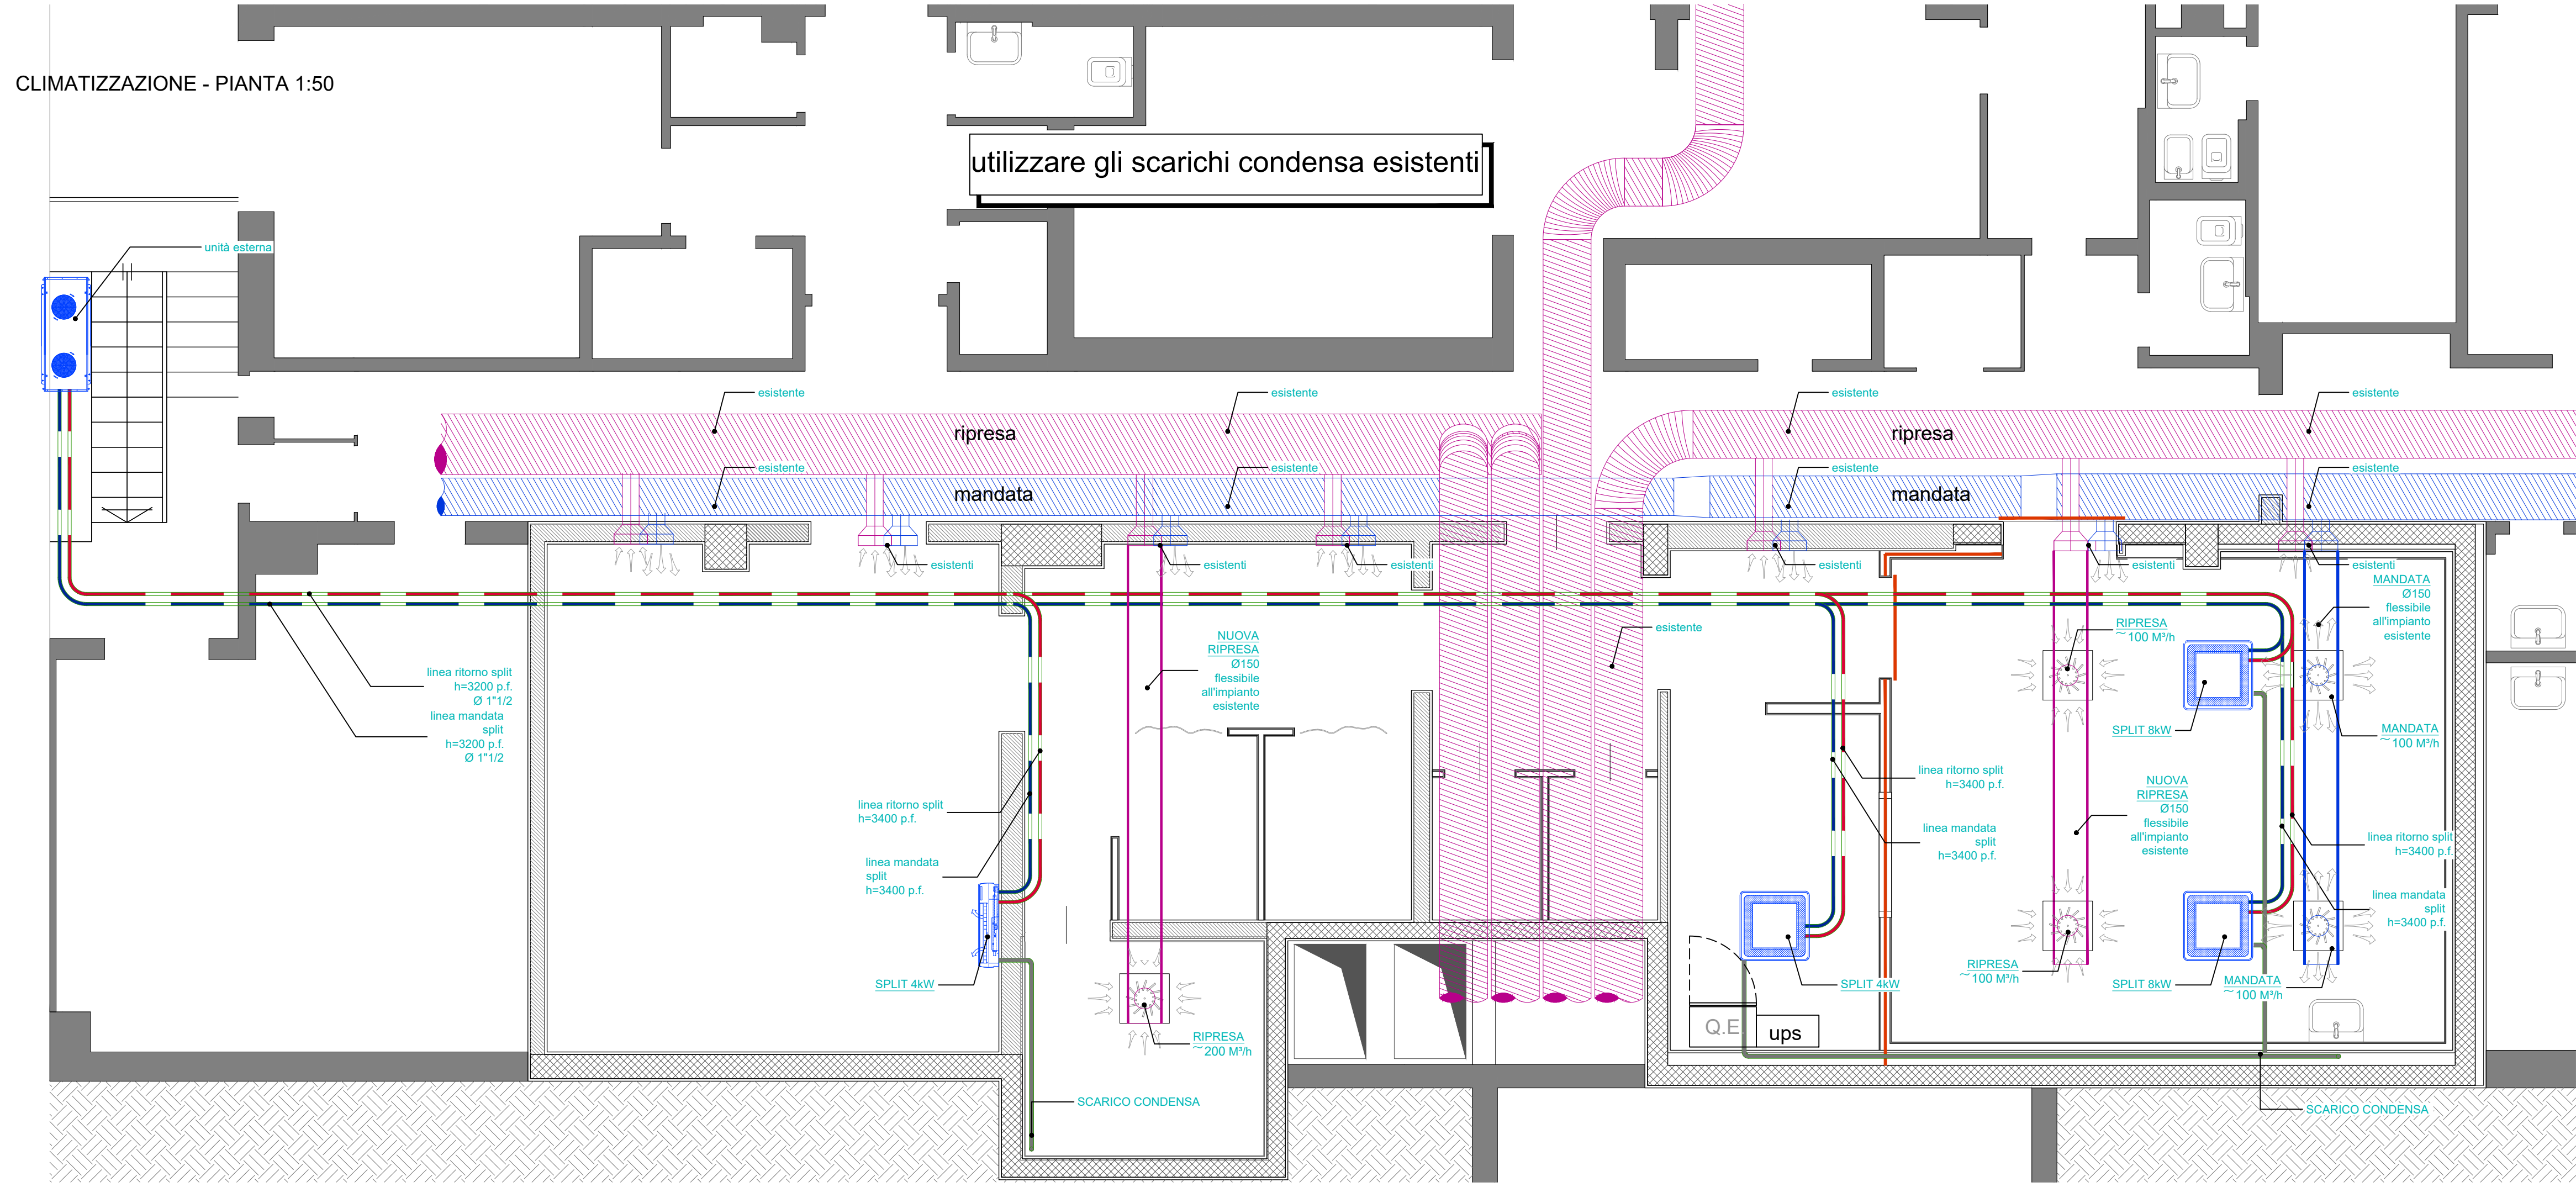 CLIMATIZZAZIONE - PIANTA 1:50
utilizzare gli scarichi condensa esistenti
unità esterna
esistente
esistente
esistente
esistente
ripresa
ripresa
esistente
esistente
esistente
esistente
mandata
mandata
esistenti
esistenti
esistenti
esistenti
esistenti
esistenti
MANDATA
Ø150
flessibile
all'impianto
esistente
esistente
RIPRESA
~100 M³/h
NUOVA
RIPRESA
Ø150
flessibile
all'impianto
esistente
linea ritorno split
h=3200 p.f.
Ø 1"1/2
linea mandata
split
h=3200 p.f.
Ø 1"1/2
SPLIT 8kW
MANDATA
~100 M³/h
linea ritorno split
h=3400 p.f.
linea mandata
split
h=3400 p.f.
linea ritorno split
h=3400 p.f.
linea mandata
split
h=3400 p.f.
NUOVA
RIPRESA
Ø150
flessibile
all'impianto
esistente
linea ritorno split
h=3400 p.f.
linea mandata
split
h=3400 p.f.
SPLIT 4kW
SPLIT 4kW
RIPRESA
~100 M³/h
SPLIT 8kW
MANDATA
~100 M³/h
Q.E.
ups
RIPRESA
~200 M³/h
SCARICO CONDENSA
SCARICO CONDENSA